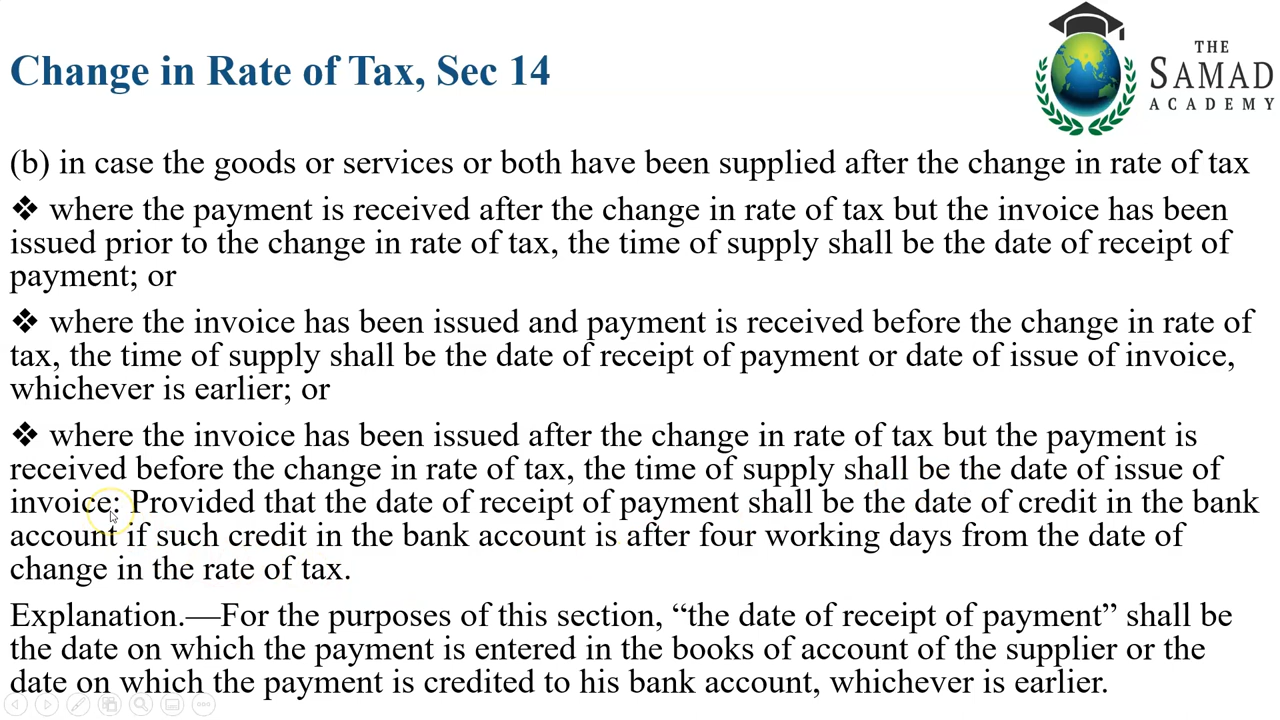 Change in Rate of Tax, Sec 14
THE
SAMAD
ACADEMY
(b) in case the goods or services or both have been supplied after the change in rate of tax
❖ where the payment is received after the change in rate of tax but the invoice has been
issued prior to the change in rate of tax, the time of supply shall be the date of receipt of
payment; or
❖ where the invoice has been issued and payment is received before the change in rate of
tax, the time of supply shall be the date of receipt of payment or date of issue of invoice,
whichever is earlier; or
❖ where the invoice has been issued after the change in rate of tax but the payment is
received before the change in rate of tax, the time of supply shall be the date of issue of
invoice: Provided that the date of receipt of payment shall be the date of credit in the bank
account if such credit in the bank account is after four working days from the date of
change in the rate of tax.
Explanation.—For the purposes of this section, “the date of receipt of payment” shall be
the date on which the payment is entered in the books of account of the supplier or the
date on which the payment is credited to his bank account, whichever is earlier.